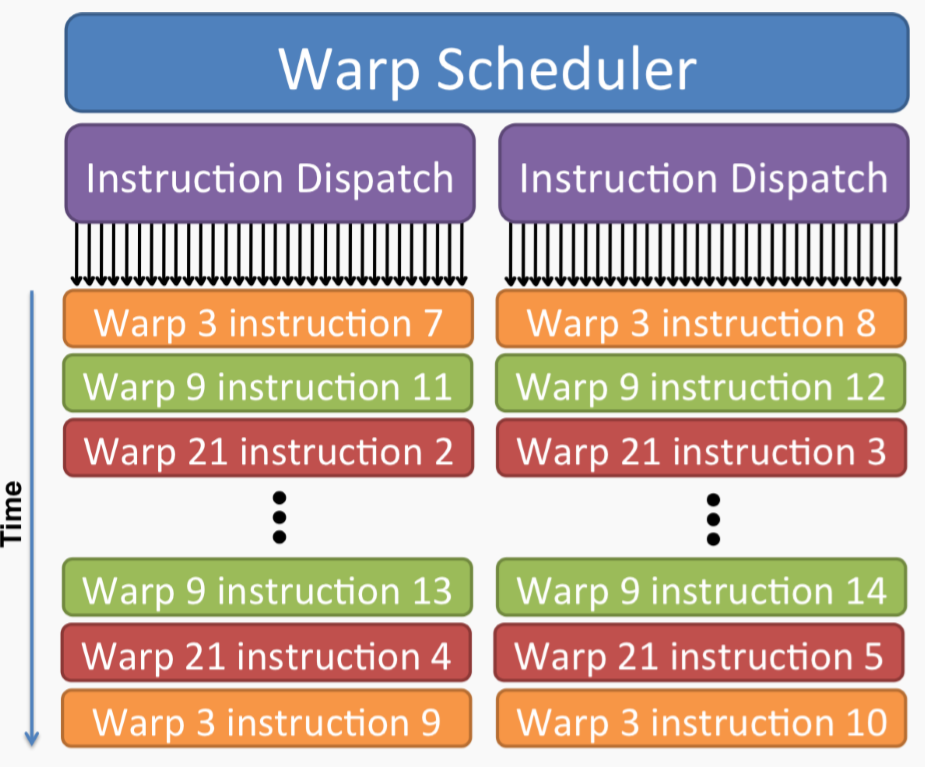 Warp Scheduler
Instruction Dispatch
Instruction Dispatch
Warp 3 instruction 7
Warp 3 instruction 8
Warp 9 instruction 11
Warp 9 instruction 12
Warp 21 instruction 2
Warp 21 instruction 3
Time
Warp 9 instruction 13
Warp 9 instruction 14
Warp 21 instruction 4
Warp 21 instruction 5
Warp 3 instruction 9
Warp 3 instruction 10